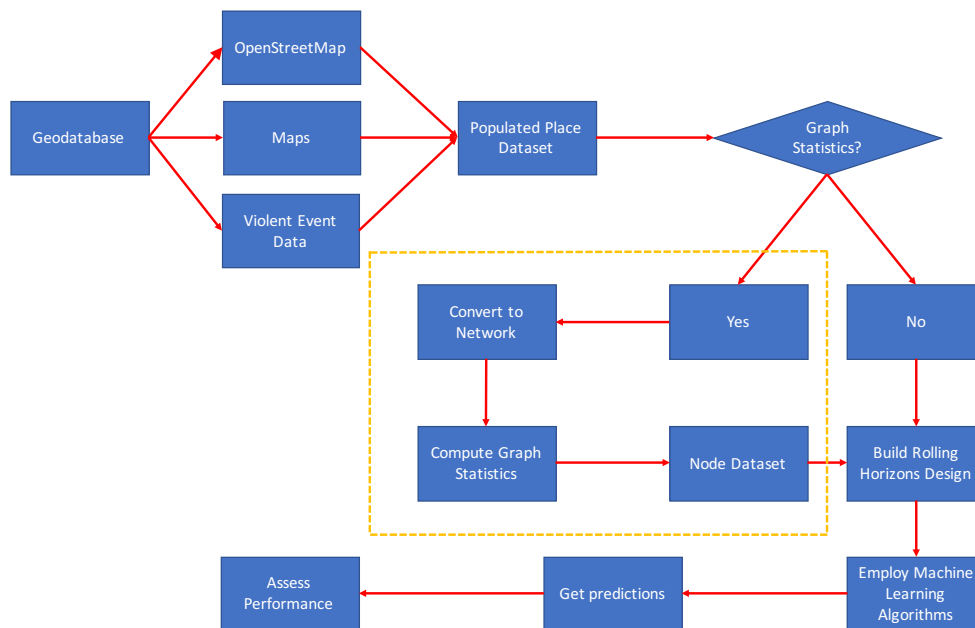 OpenStreetMap
Geodatabase
Maps
Populated Place
Dataset
Graph
Statistics?
Violent Event
Data
Convert to
Network
Yes
No
Compute Graph
Statistics
Node Dataset
Build Rolling
Horizons Design
Assess
Performance
Get predictions
Employ Machine
Learning
Algorithms